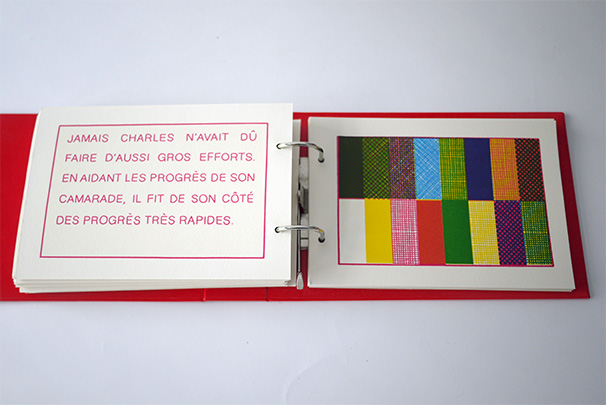 JAMAIS CHARLES N'AVAIT DÛ
FAIRE D'AUSSI GROS EFFORTS.
EN AIDANT LES PROGRÈS DE SON
CAMARADE, IL FIT DE SON CÔTÉ
DES PROGRÈS TRÈS RAPIDES.